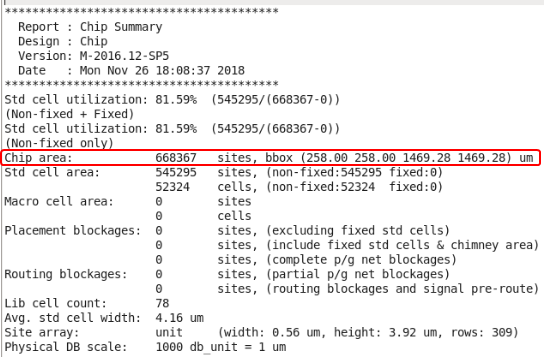 ****************************************
Report : Chip Summary
Design : Chip
Version: M-2016.12-SP5
Date   : Mon Nov 26 18:08:37 2018
****************************************
Std cell utilization: 81.59%  (545295/(668367-0))
(Non-fixed + Fixed)
Std cell utilization: 81.59%  (545295/(668367-0))
(Non-fixed only)
Chip area:            668367   sites, bbox (258.00 258.00 1469.28 1469.28) um
Std cell area:        545295   sites, (non-fixed:545295 fixed:0)
                      52324    cells, (non-fixed:52324  fixed:0)
Macro cell area:      0        sites
                      0        cells
Placement blockages:  0        sites, (excluding fixed std cells)
                      0        sites, (include fixed std cells & chimney area)
                      0        sites, (complete p/g net blockages)
Routing blockages:    0        sites, (partial p/g net blockages)
                      0        sites, (routing blockages and signal pre-route)
Lib cell count:       78
Avg. std cell width:  4.16 um
Site array:           unit     (width: 0.56 um, height: 3.92 um, rows: 309)
Physical DB scale:    1000 db_unit = 1 um